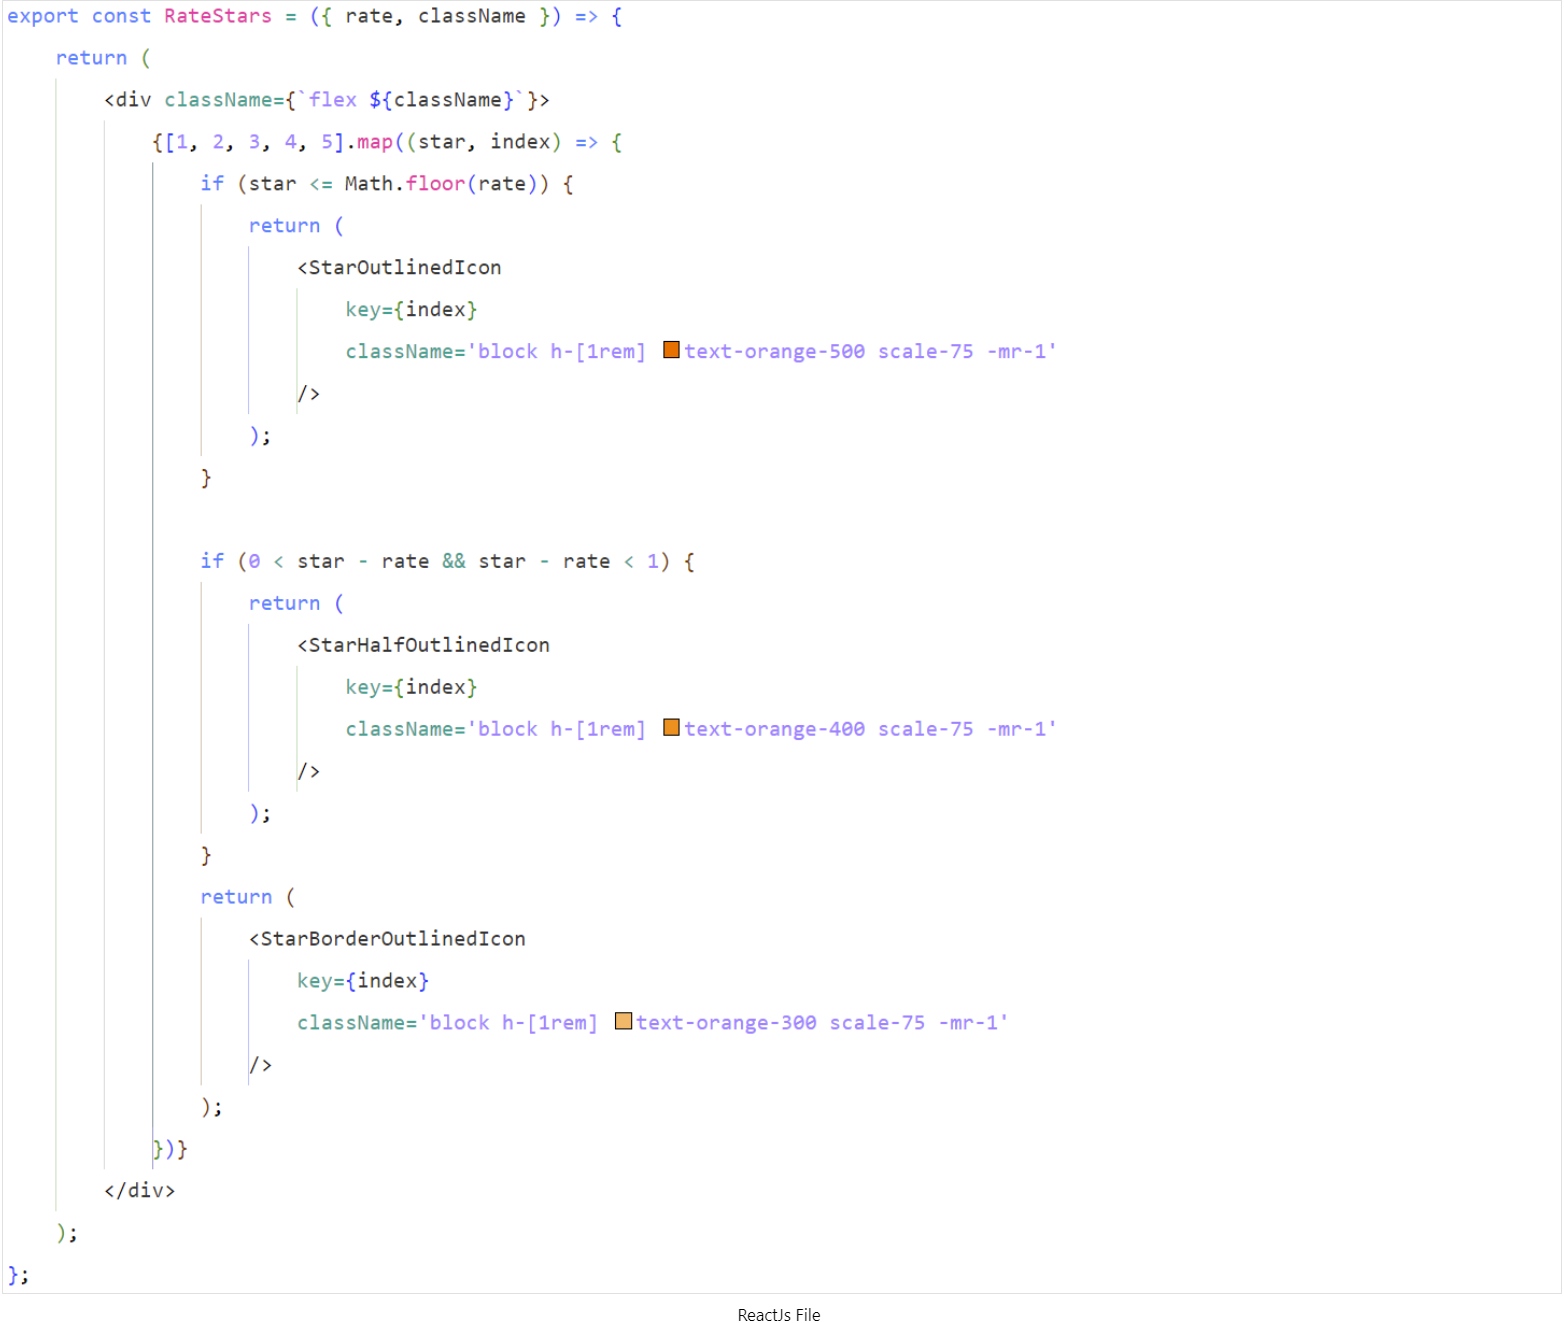 export const RateStars = ({ rate, className }) => {
    return (
        <div className={`flex ${className}`}>
            {[1, 2, 3, 4, 5].map((star, index) => {
                if (star <= Math.floor(rate)) {
                    return (
                        <StarOutlinedIcon
                            key={index}
                            className='block h-[1rem] text-orange-500 scale-75 -mr-1'
                        />
                    );
                }

                if (0 < star - rate && star - rate < 1) {
                    return (
                        <StarHalfOutlinedIcon
                            key={index}
                            className='block h-[1rem] text-orange-400 scale-75 -mr-1'
                        />
                    );
                }
                return (
                    <StarBorderOutlinedIcon
                        key={index}
                        className='block h-[1rem] text-orange-300 scale-75 -mr-1'
                    />
                );
            })}
        </div>
    );
};
ReactJs File